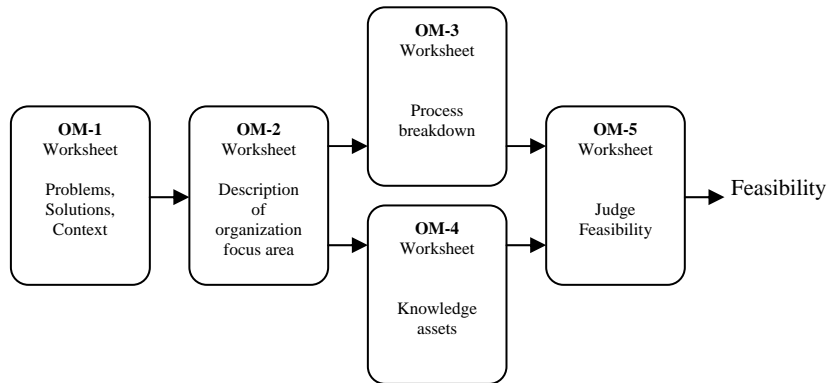 OM-1
Worksheet
Problems,
Solutions,
Context
OM-2
Worksheet
Description
of
organization
focus area
OM-3
Worksheet
Process
breakdown
OM-4
Worksheet
Knowledge
assets
OM-5
Worksheet
Judge
Feasibility
Feasibility